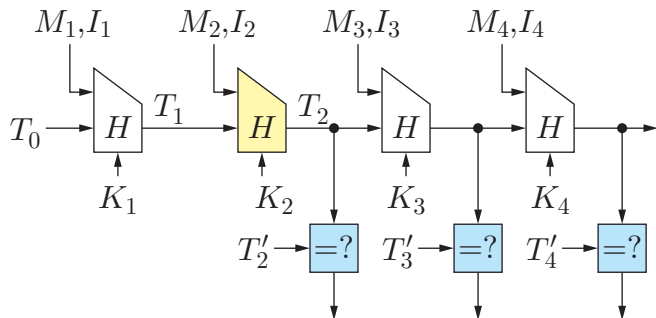 M₁,I₁ M₂,I₂ M₃,I₃ M₄,I₄
T₀ H T₁ H T₂ H H
K₁ K₂ K₃ K₄
T′₂ =? T′₃ =? T′₄ =?